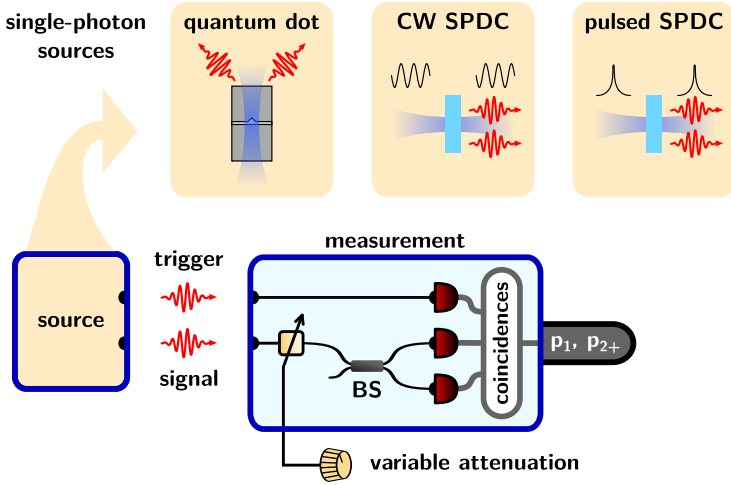 single-photon
sources
quantum dot
CW SPDC
pulsed SPDC
measurement
trigger
source
signal
BS
coincidences
p₁, p₂₊
variable attenuation